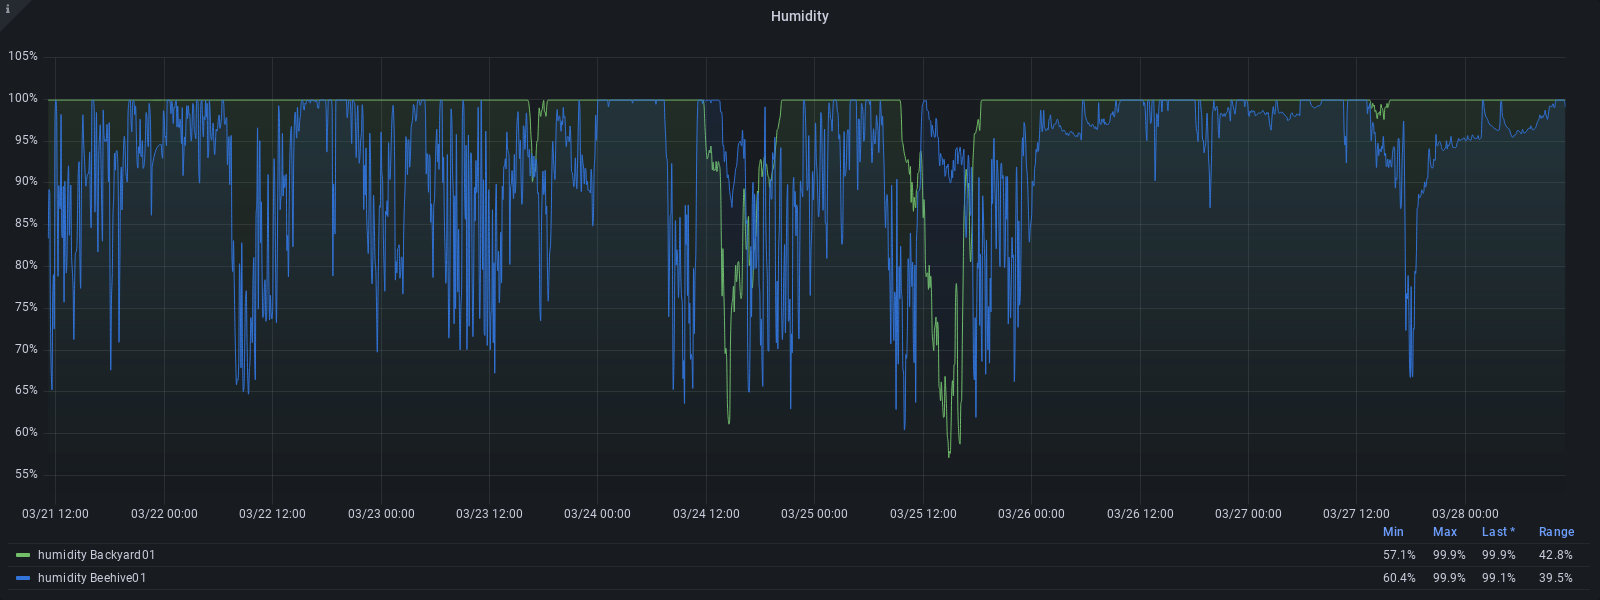 i
Humidity
105%
100%
95%
90%
85%
80%
75%
70%
65%
60%
55%
03/21 12:00 03/22 00:00 03/22 12:00 03/23 00:00 03/23 12:00 03/24 00:00 03/24 12:00 03/25 00:00 03/25 12:00 03/26 00:00 03/26 12:00 03/27 00:00 03/27 12:00 03/28 00:00
Min Max Last * Range
humidity Backyard01 57.1% 99.9% 99.9% 42.8%
humidity Beehive01 60.4% 99.9% 99.1% 39.5%